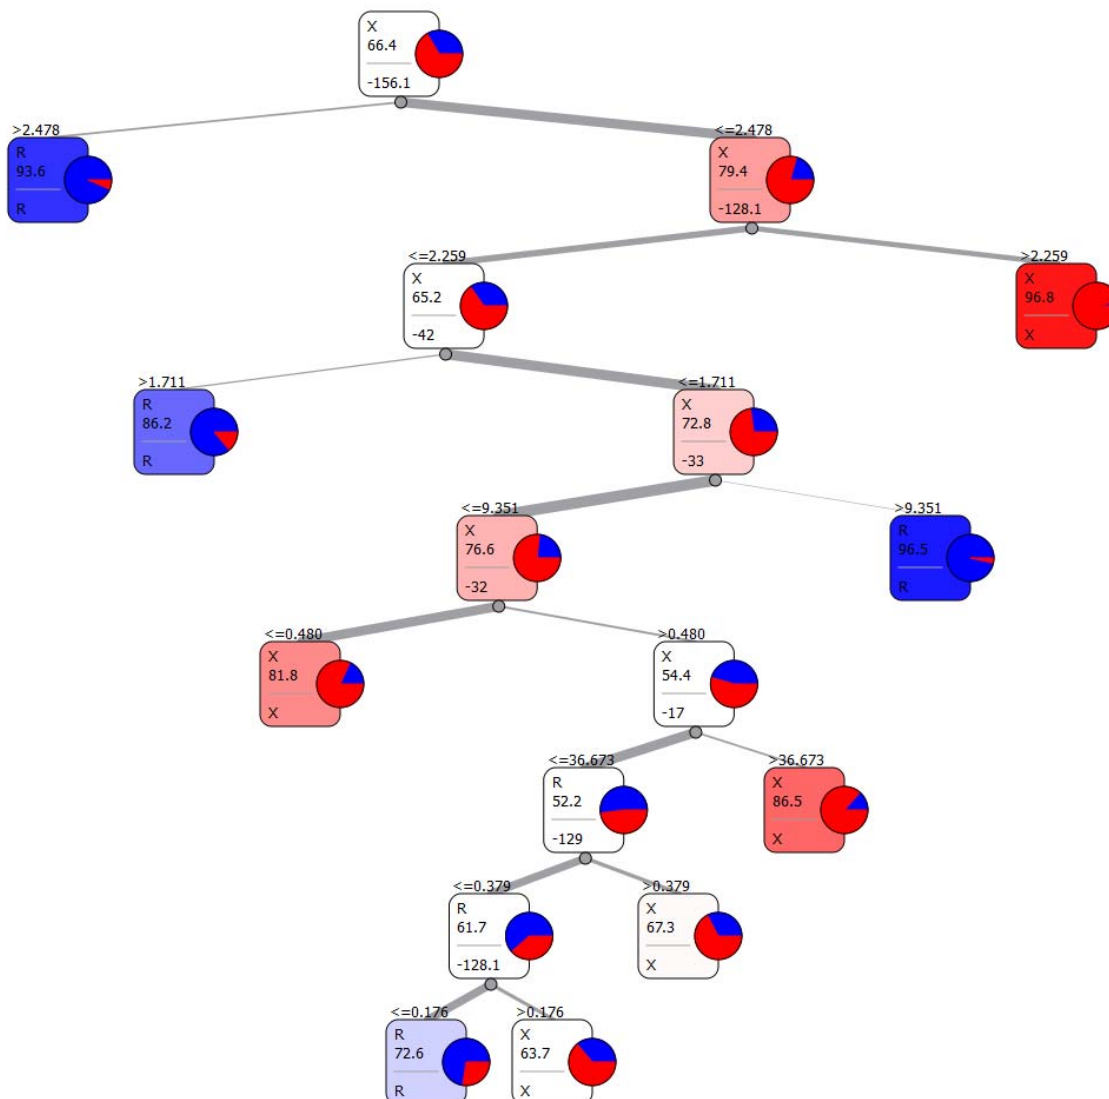 X
66.4
-156.1
>2.478
R
93.6
R
<=2.478
X
79.4
-128.1
<=2.259
X
65.2
-42
>2.259
X
96.8
X
>1.711
R
86.2
R
<=1.711
X
72.8
-33
<=9.351
X
76.6
-32
>9.351
R
96.5
R
<=0.480
X
81.8
X
>0.480
X
54.4
-17
<=36.673
R
52.2
-129
>36.673
X
86.5
X
<=0.379
R
61.7
-128.1
>0.379
X
67.3
X
<=0.176
R
72.6
R
>0.176
X
63.7
X